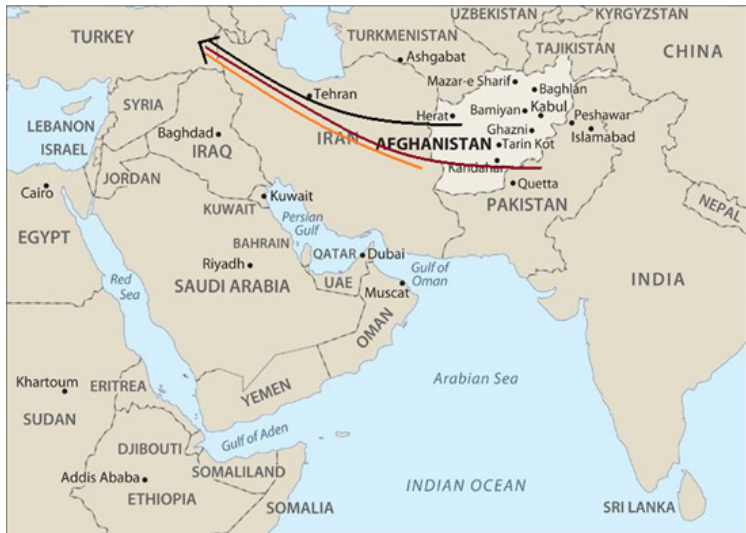 UZBEKISTAN
KYRGYZSTAN
TURKEY
TURKMENISTAN
TAJIKISTAN
CHINA
Ashgabat
Mazar-e Sharif
Baghlan
Tehran
SYRIA
Bamiyan
Kabul
Herat
Peshawar
LEBANON
Ghazni
Islamabad
Baghdad
IRAN
AFGHANISTAN
Tarin Kot
ISRAEL
IRAQ
Kandahar
JORDAN
Quetta
Cairo
Kuwait
PAKISTAN
NEPAL
KUWAIT
Persian
Gulf
EGYPT
BAHRAIN
QATAR
Dubai
Riyadh
Gulf of
Oman
Red
Sea
SAUDI ARABIA
UAE
INDIA
Muscat
OMAN
Khartoum
ERITREA
YEMEN
Arabian Sea
SUDAN
Gulf of Aden
DJIBOUTI
SOMALILAND
Addis Ababa
ETHIOPIA
INDIAN OCEAN
SOMALIA
SRI LANKA